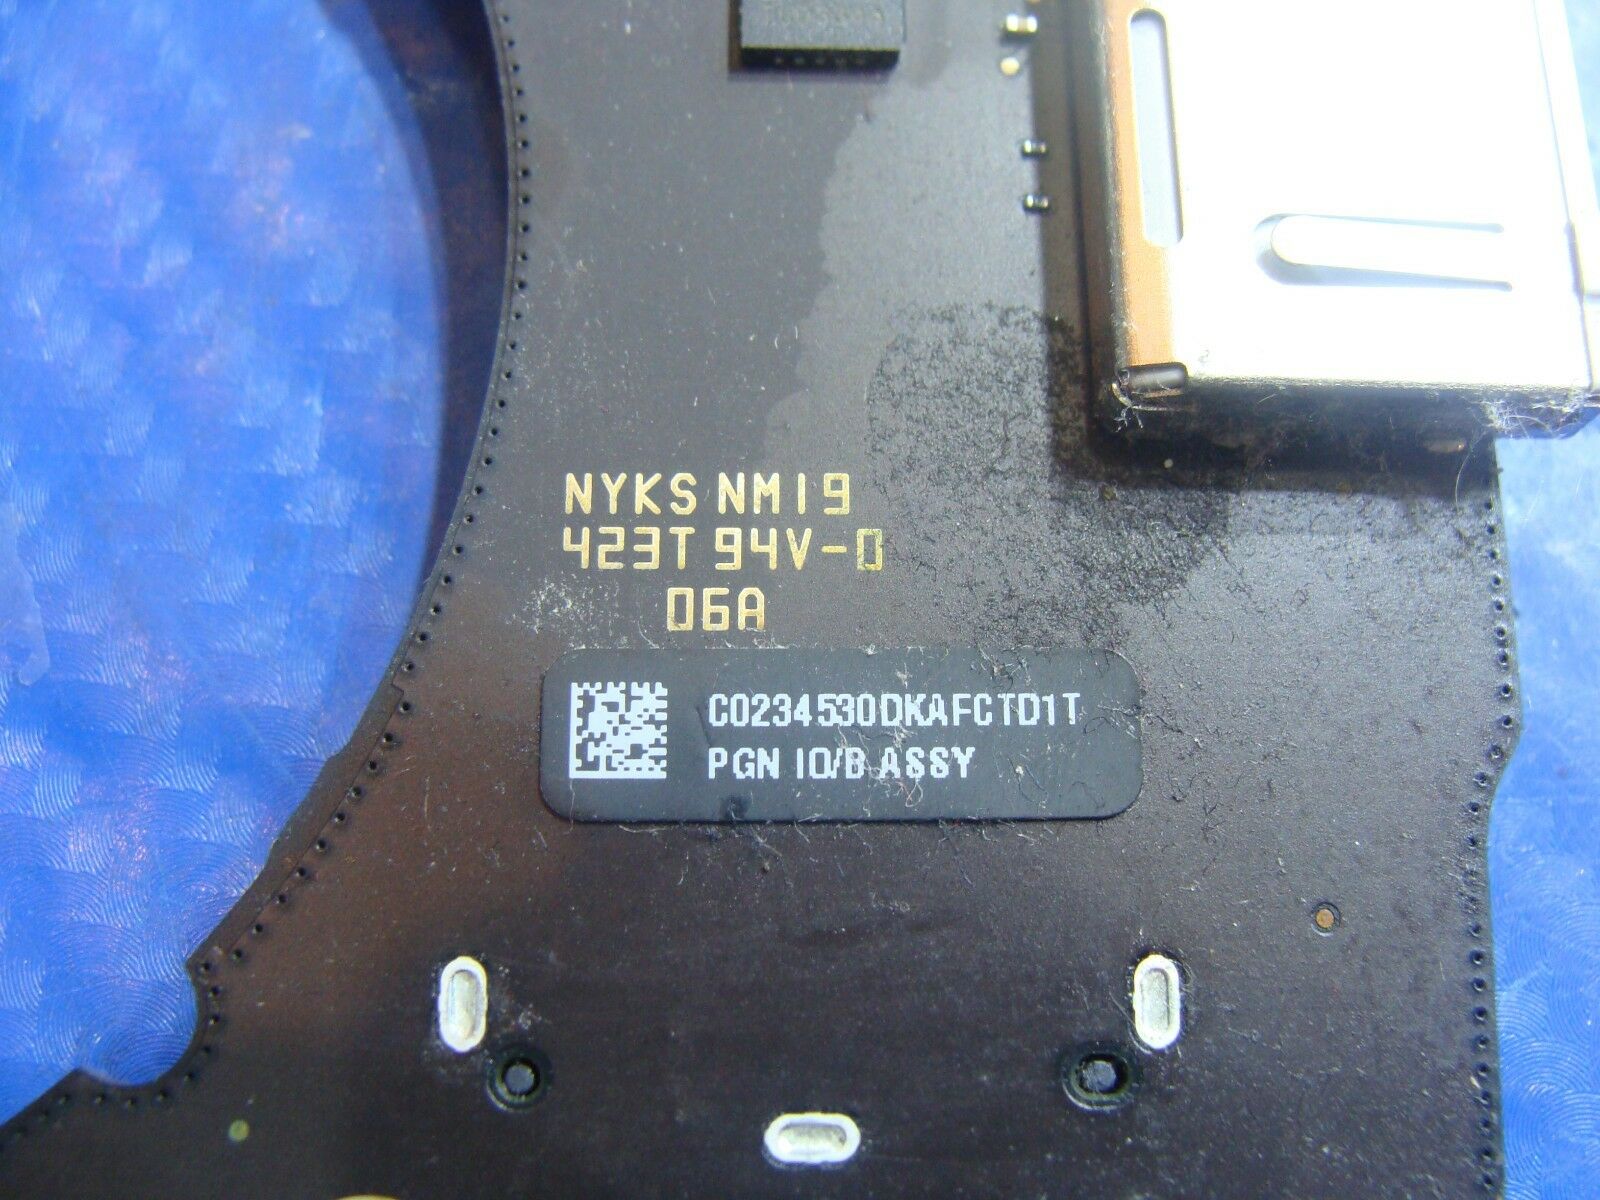 NYKS NM19
423T 94V-0
06A
C0234530DKAFCTD1T
PGN IO/B ASSY